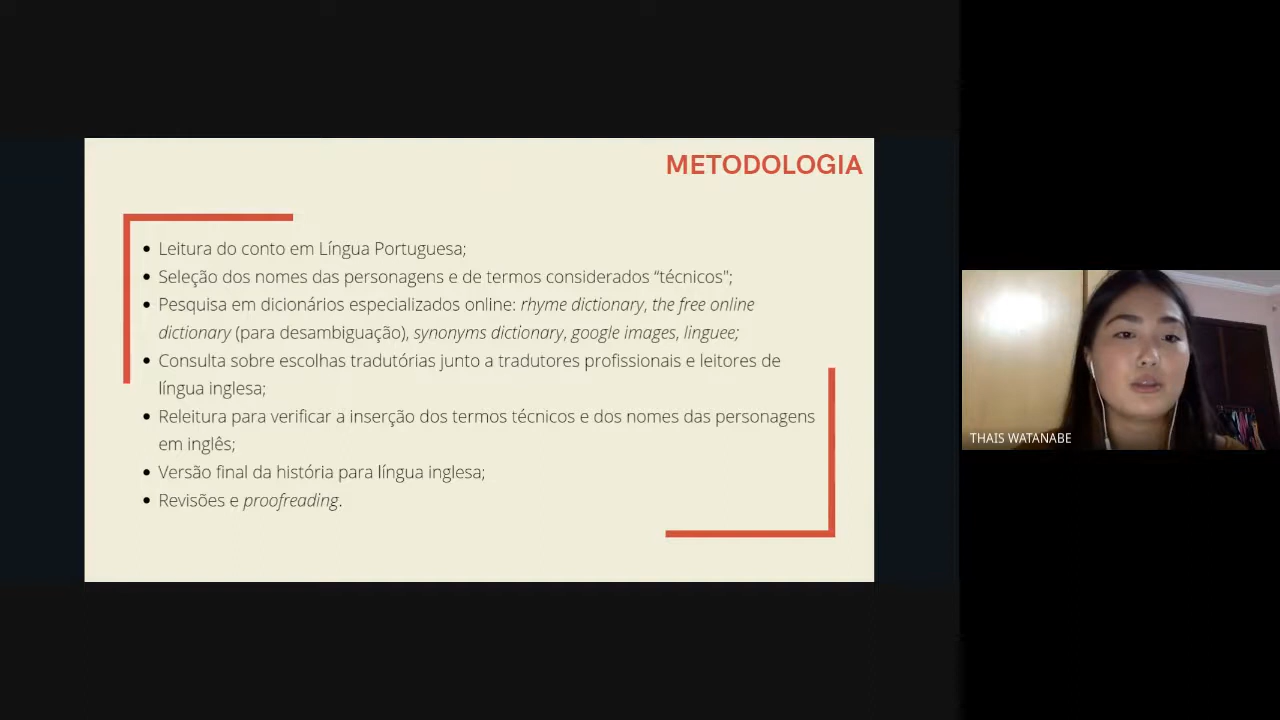 METODOLOGIA
Leitura do conto em Língua Portuguesa;
Seleção dos nomes das personagens e de termos considerados “técnicos";
Pesquisa em dicionários especializados online: rhyme dictionary, the free online
dictionary (para desambiguação), synonyms dictionary, google images, linguee;
Consulta sobre escolhas tradutórias junto a tradutores profissionais e leitores de
língua inglesa;
Releitura para verificar a inserção dos termos técnicos e dos nomes das personagens
em inglês;
Versão final da história para língua inglesa;
Revisões e proofreading.
THAIS WATANABE